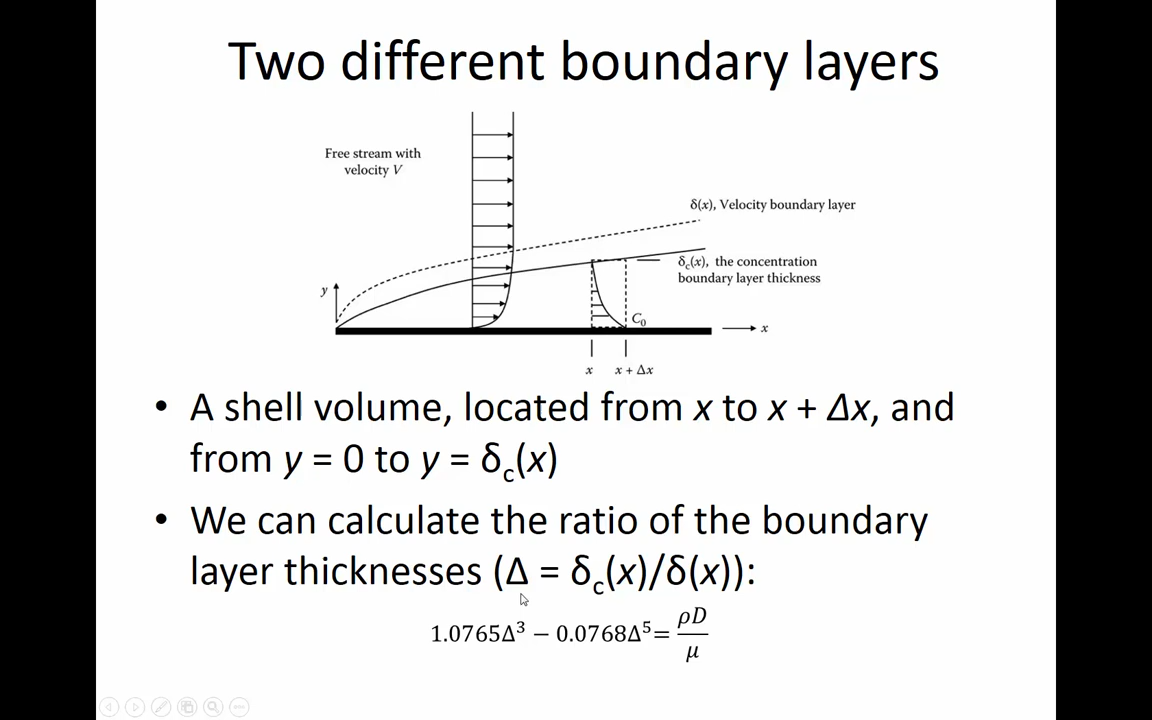 Two different boundary layers
Free stream with
velocity V
δ(x), Velocity boundary layer
δc(x), the concentration
boundary layer thickness
y
C0
x
x
x + Δx
• A shell volume, located from x to x + Δx, and
from y = 0 to y = δc(x)
• We can calculate the ratio of the boundary
layer thicknesses (Δ = δc(x)/δ(x)):
1.0765Δ³ − 0.0768Δ⁵= ρD/μ